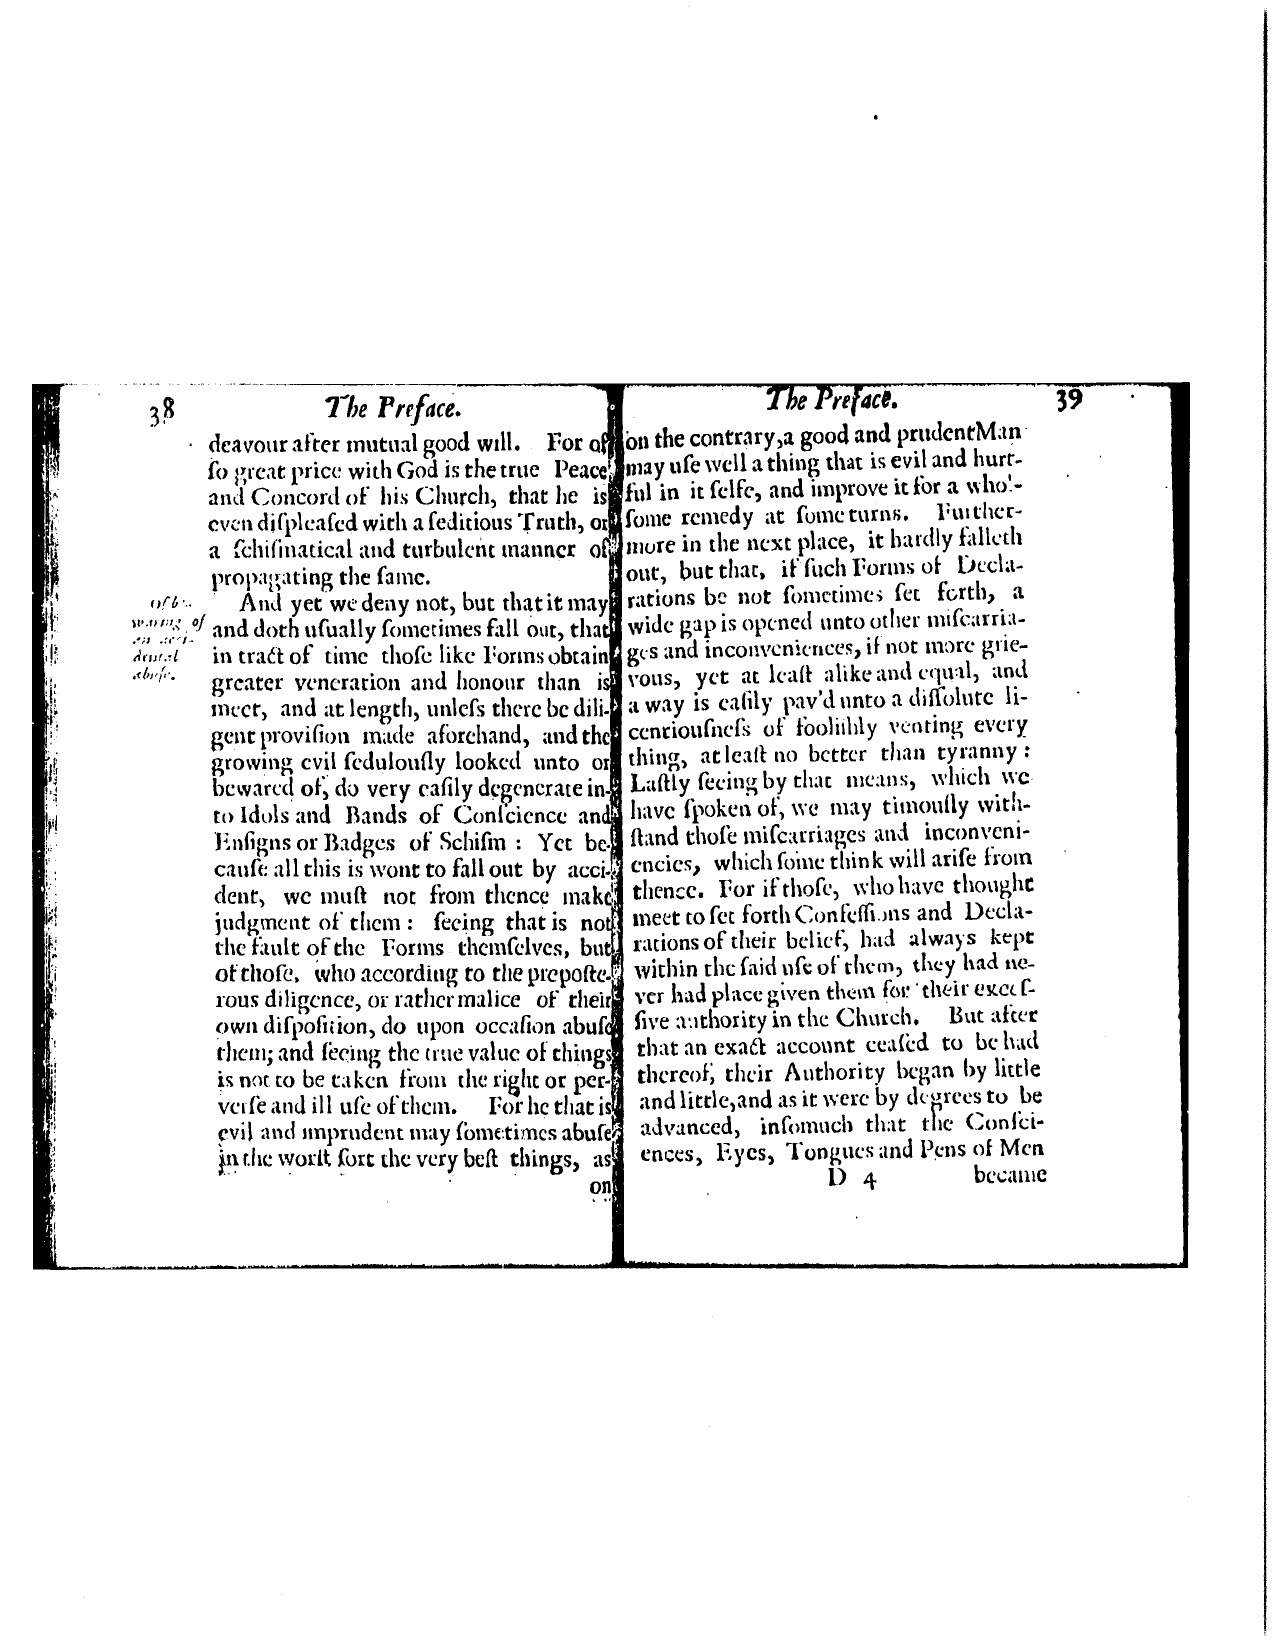 38 The Preface.
deavour after mutual good will. For of
ſo great price with God is the true Peace
and Concord of his Church, that he is
even diſpleaſed with a ſeditious Truth, or
a ſchiſmatical and turbulent manner of
propagating the ſame.
And yet we deny not, but that it may
and doth uſually ſometimes fall out, that
in tract of time thoſe like Forms obtain
greater veneration and honour than is
meet, and at length, unleſs there be dili-
gent proviſion made aforehand, and the
growing evil ſedulouſly looked unto or
bewared of, do very eaſily degenerate in-
to Idols and Bands of Conſcience and
Enſigns or Badges of Schiſm : Yet be-
cauſe all this is wont to fall out by acci-
dent, we muſt not from thence make
judgment of them : ſeeing that is not
the fault of the Forms themſelves, but
of thoſe, who according to the prepoſte-
rous diligence, or rather malice of their
own diſpoſition, do upon occaſion abuſe
them; and ſeeing the true value of things
is not to be taken from the right or per-
verſe and ill uſe of them. For he that is
evil and imprudent may ſometimes abuſe
in the worſt ſort the very beſt things, as
on
of
dental
abuſe.
The Preface. 39
on the contrary, a good and prudent Man
may uſe well a thing that is evil and hurt-
ful in it ſelfe, and improve it for a whol-
ſome remedy at ſome turns. Further-
more in the next place, it hardly falleth
out, but that, if ſuch Forms of Decla-
rations be not ſometimes ſet forth, a
wide gap is opened unto other miſcarria-
ges and inconveniences, if not more grie-
vous, yet at leaſt alike and equal, and
a way is eaſily pav'd unto a diſſolute li-
centiouſneſs of fooliſhly venting every
thing, at leaſt no better than tyranny :
Laſtly ſeeing by that means, which we
have ſpoken of, we may timouſly with-
ſtand thoſe miſcarriages and inconveni-
encies, which ſome think will ariſe from
thence. For if thoſe, who have thought
meet to ſet forth Confeſſions and Decla-
rations of their belief, had always kept
within the ſaid uſe of them, they had ne-
ver had place given them for their exceſ-
ſive authority in the Church. But after
that an exact account ceaſed to be had
thereof, their Authority began by little
and little, and as it were by degrees to be
advanced, inſomuch that the Conſci-
ences, Eyes, Tongues and Pens of Men
D 4 became